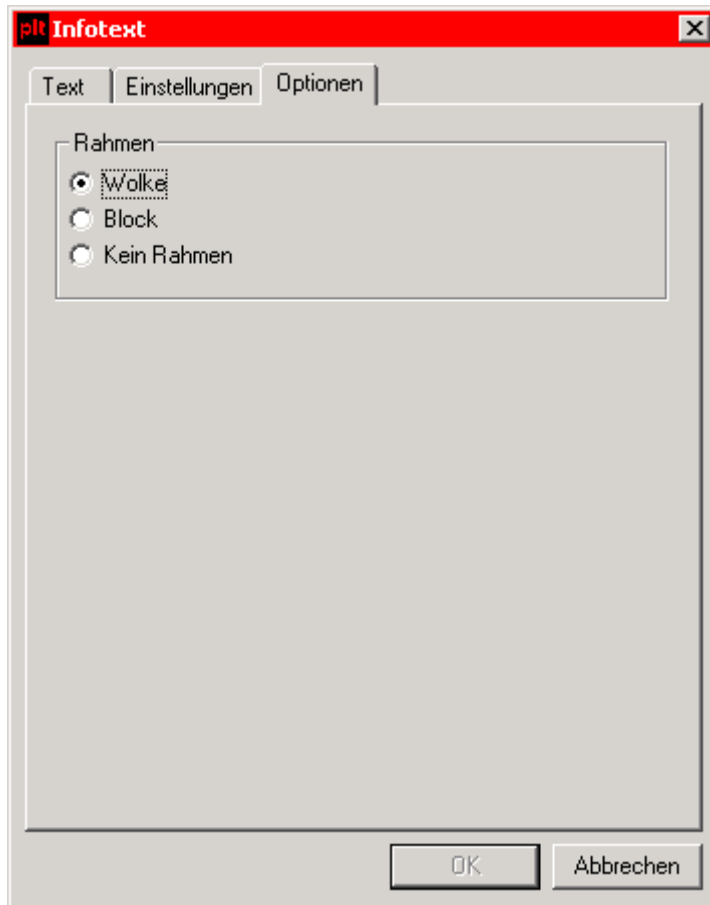 plt Infotext
Text Einstellungen Optionen
Rahmen
Wolke
Block
Kein Rahmen
OK Abbrechen